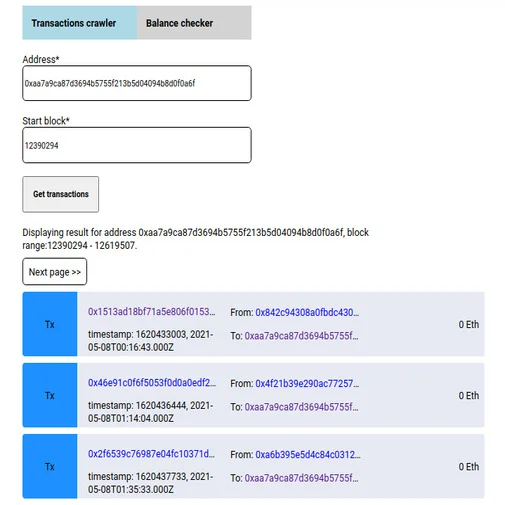 Transactions crawler
Balance checker
Address*
0xaa7a9ca87d3694b5755f213b5d04094b8d0f0a6f
Start block*
12390294
Get transactions
Displaying result for address 0xaa7a9ca87d3694b5755f213b5d04094b8d0f0a6f, block
range:12390294 - 12619507.
Next page >>
Tx
0x1513ad18bf71a5e806f0153...
timestamp: 1620433003, 2021-
05-08T00:16:43.000Z
From: 0x842c94308a0fbdc430...
To: 0xaa7a9ca87d3694b5755f...
0 Eth
Tx
0x46e91c0f6f5053f0d0a0edf2...
timestamp: 1620436444, 2021-
05-08T01:14:04.000Z
From: 0x4f21b39e290ac77257...
To: 0xaa7a9ca87d3694b5755f...
0 Eth
Tx
0x2f6539c76987e04fc10371d...
timestamp: 1620437733, 2021-
05-08T01:35:33.000Z
From: 0xa6b395e5d4c84c0312...
To: 0xaa7a9ca87d3694b5755f...
0 Eth